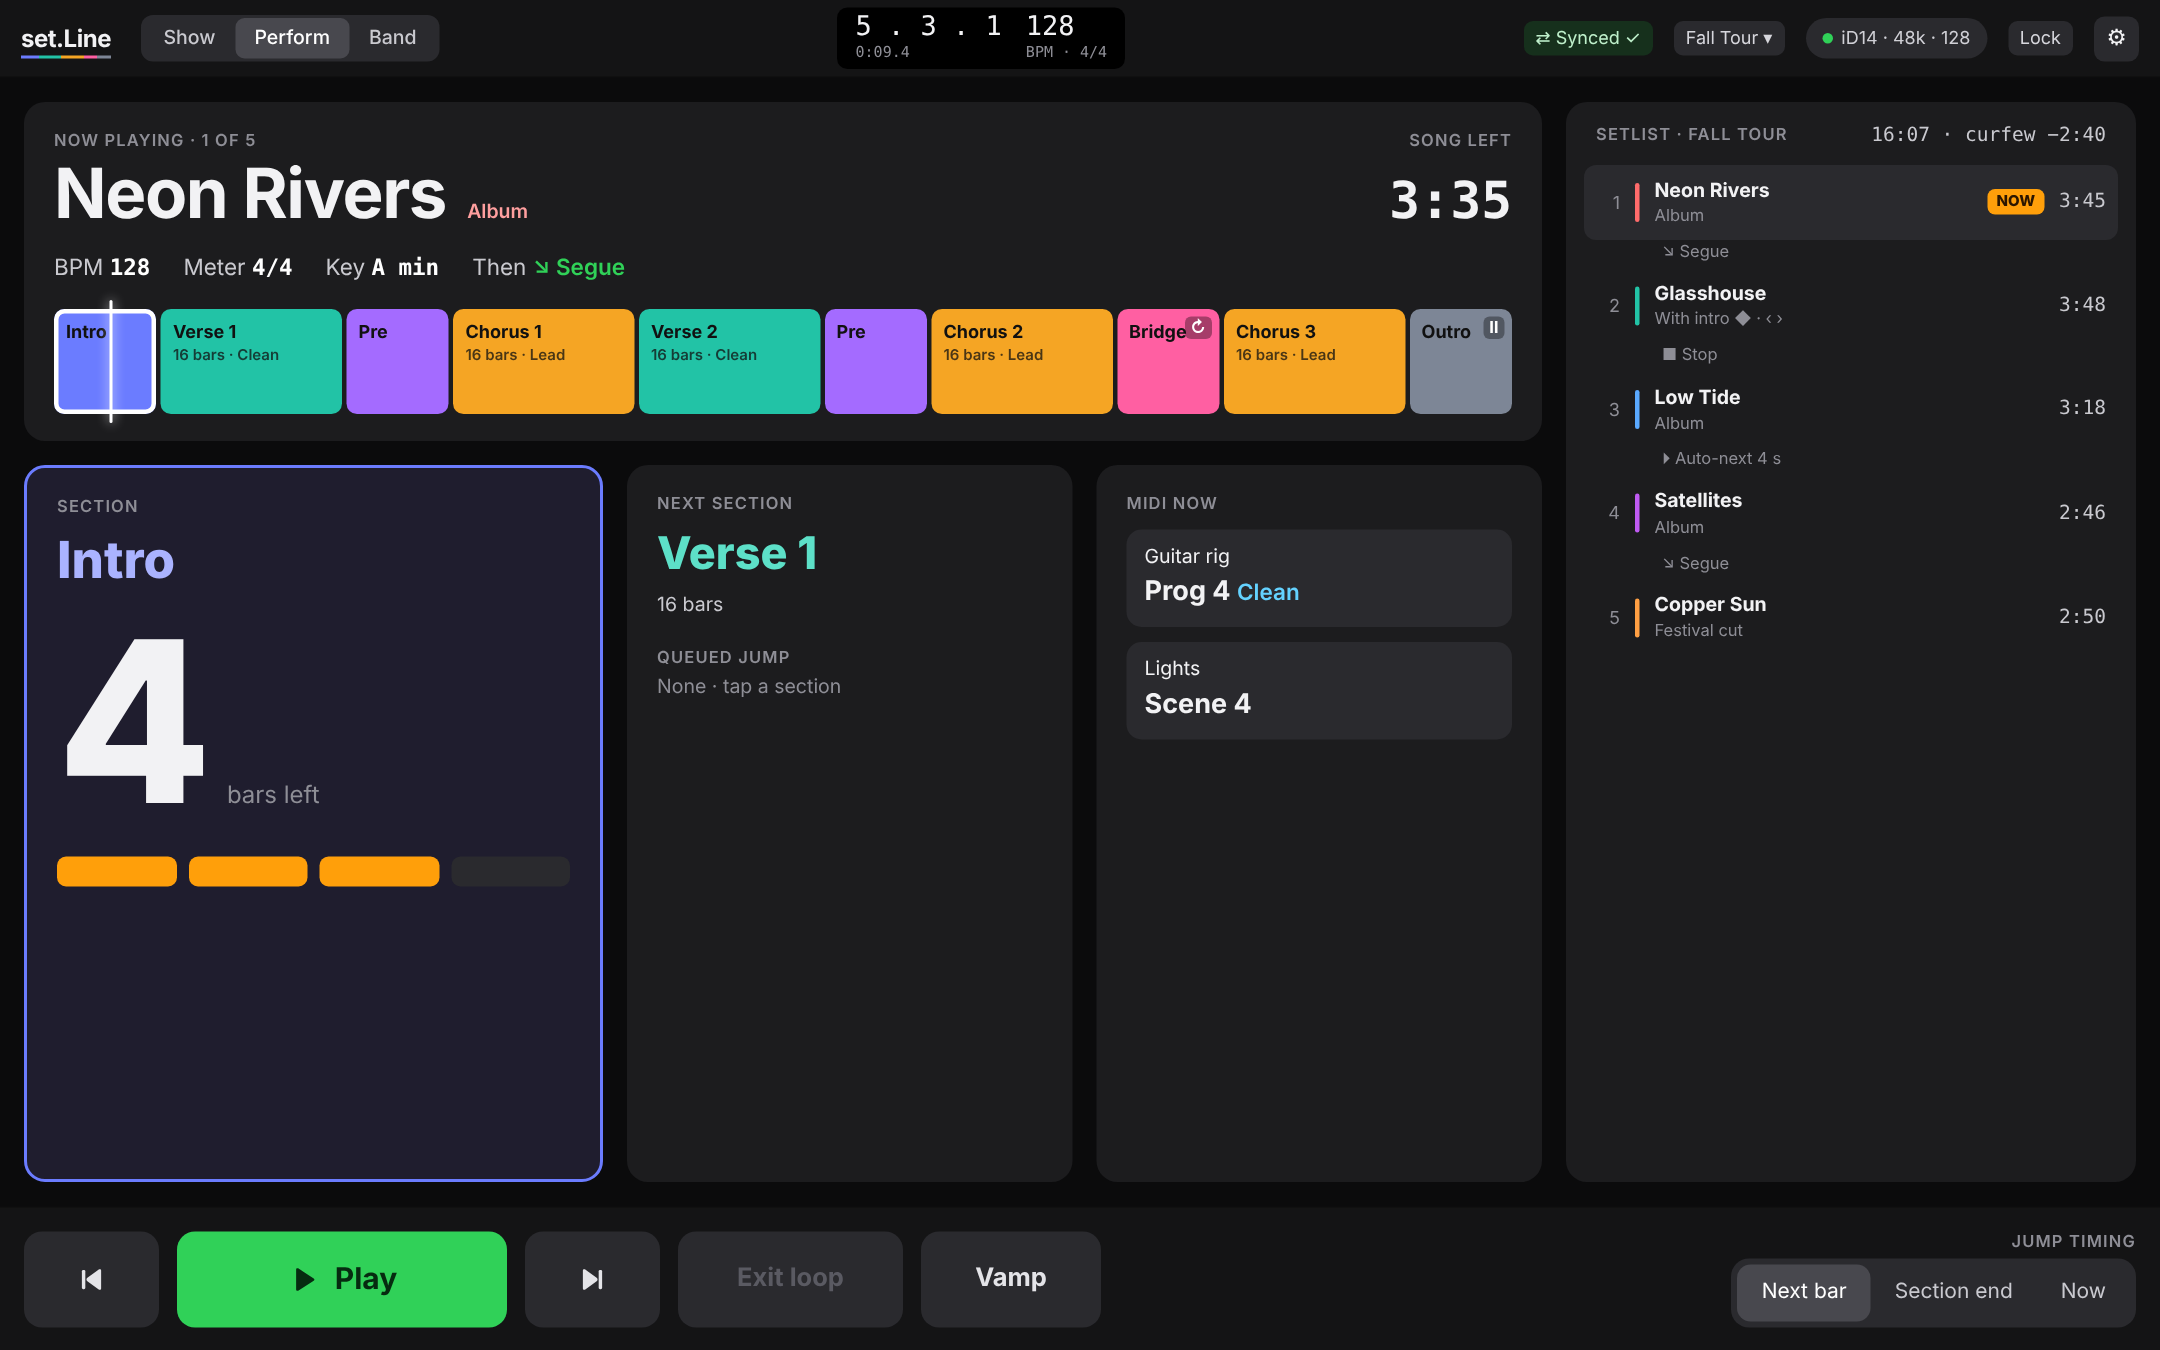 set.Line
Show Perform Band
5 . 3 . 1 128
0:09.4 BPM · 4/4
⇄ Synced ✓ Fall Tour ▾ iD14 · 48k · 128 Lock
NOW PLAYING · 1 OF 5
Neon Rivers Album
BPM 128 Meter 4/4 Key A min Then ↘ Segue
SONG LEFT
3:35
Intro
Verse 1
16 bars · Clean
Pre
Chorus 1
16 bars · Lead
Verse 2
16 bars · Clean
Pre
Chorus 2
16 bars · Lead
Bridge
Chorus 3
16 bars · Lead
Outro
SECTION
Intro
4 bars left
NEXT SECTION
Verse 1
16 bars
QUEUED JUMP
None · tap a section
MIDI NOW
Guitar rig
Prog 4 Clean
Lights
Scene 4
SETLIST · FALL TOUR 16:07 · curfew −2:40
1 Neon Rivers NOW 3:45
Album
↘ Segue
2 Glasshouse 3:48
With intro ◆ · ‹ ›
■ Stop
3 Low Tide 3:18
Album
Auto-next 4 s
4 Satellites 2:46
Album
↘ Segue
5 Copper Sun 2:50
Festival cut
Play
Exit loop
Vamp
JUMP TIMING
Next bar Section end Now